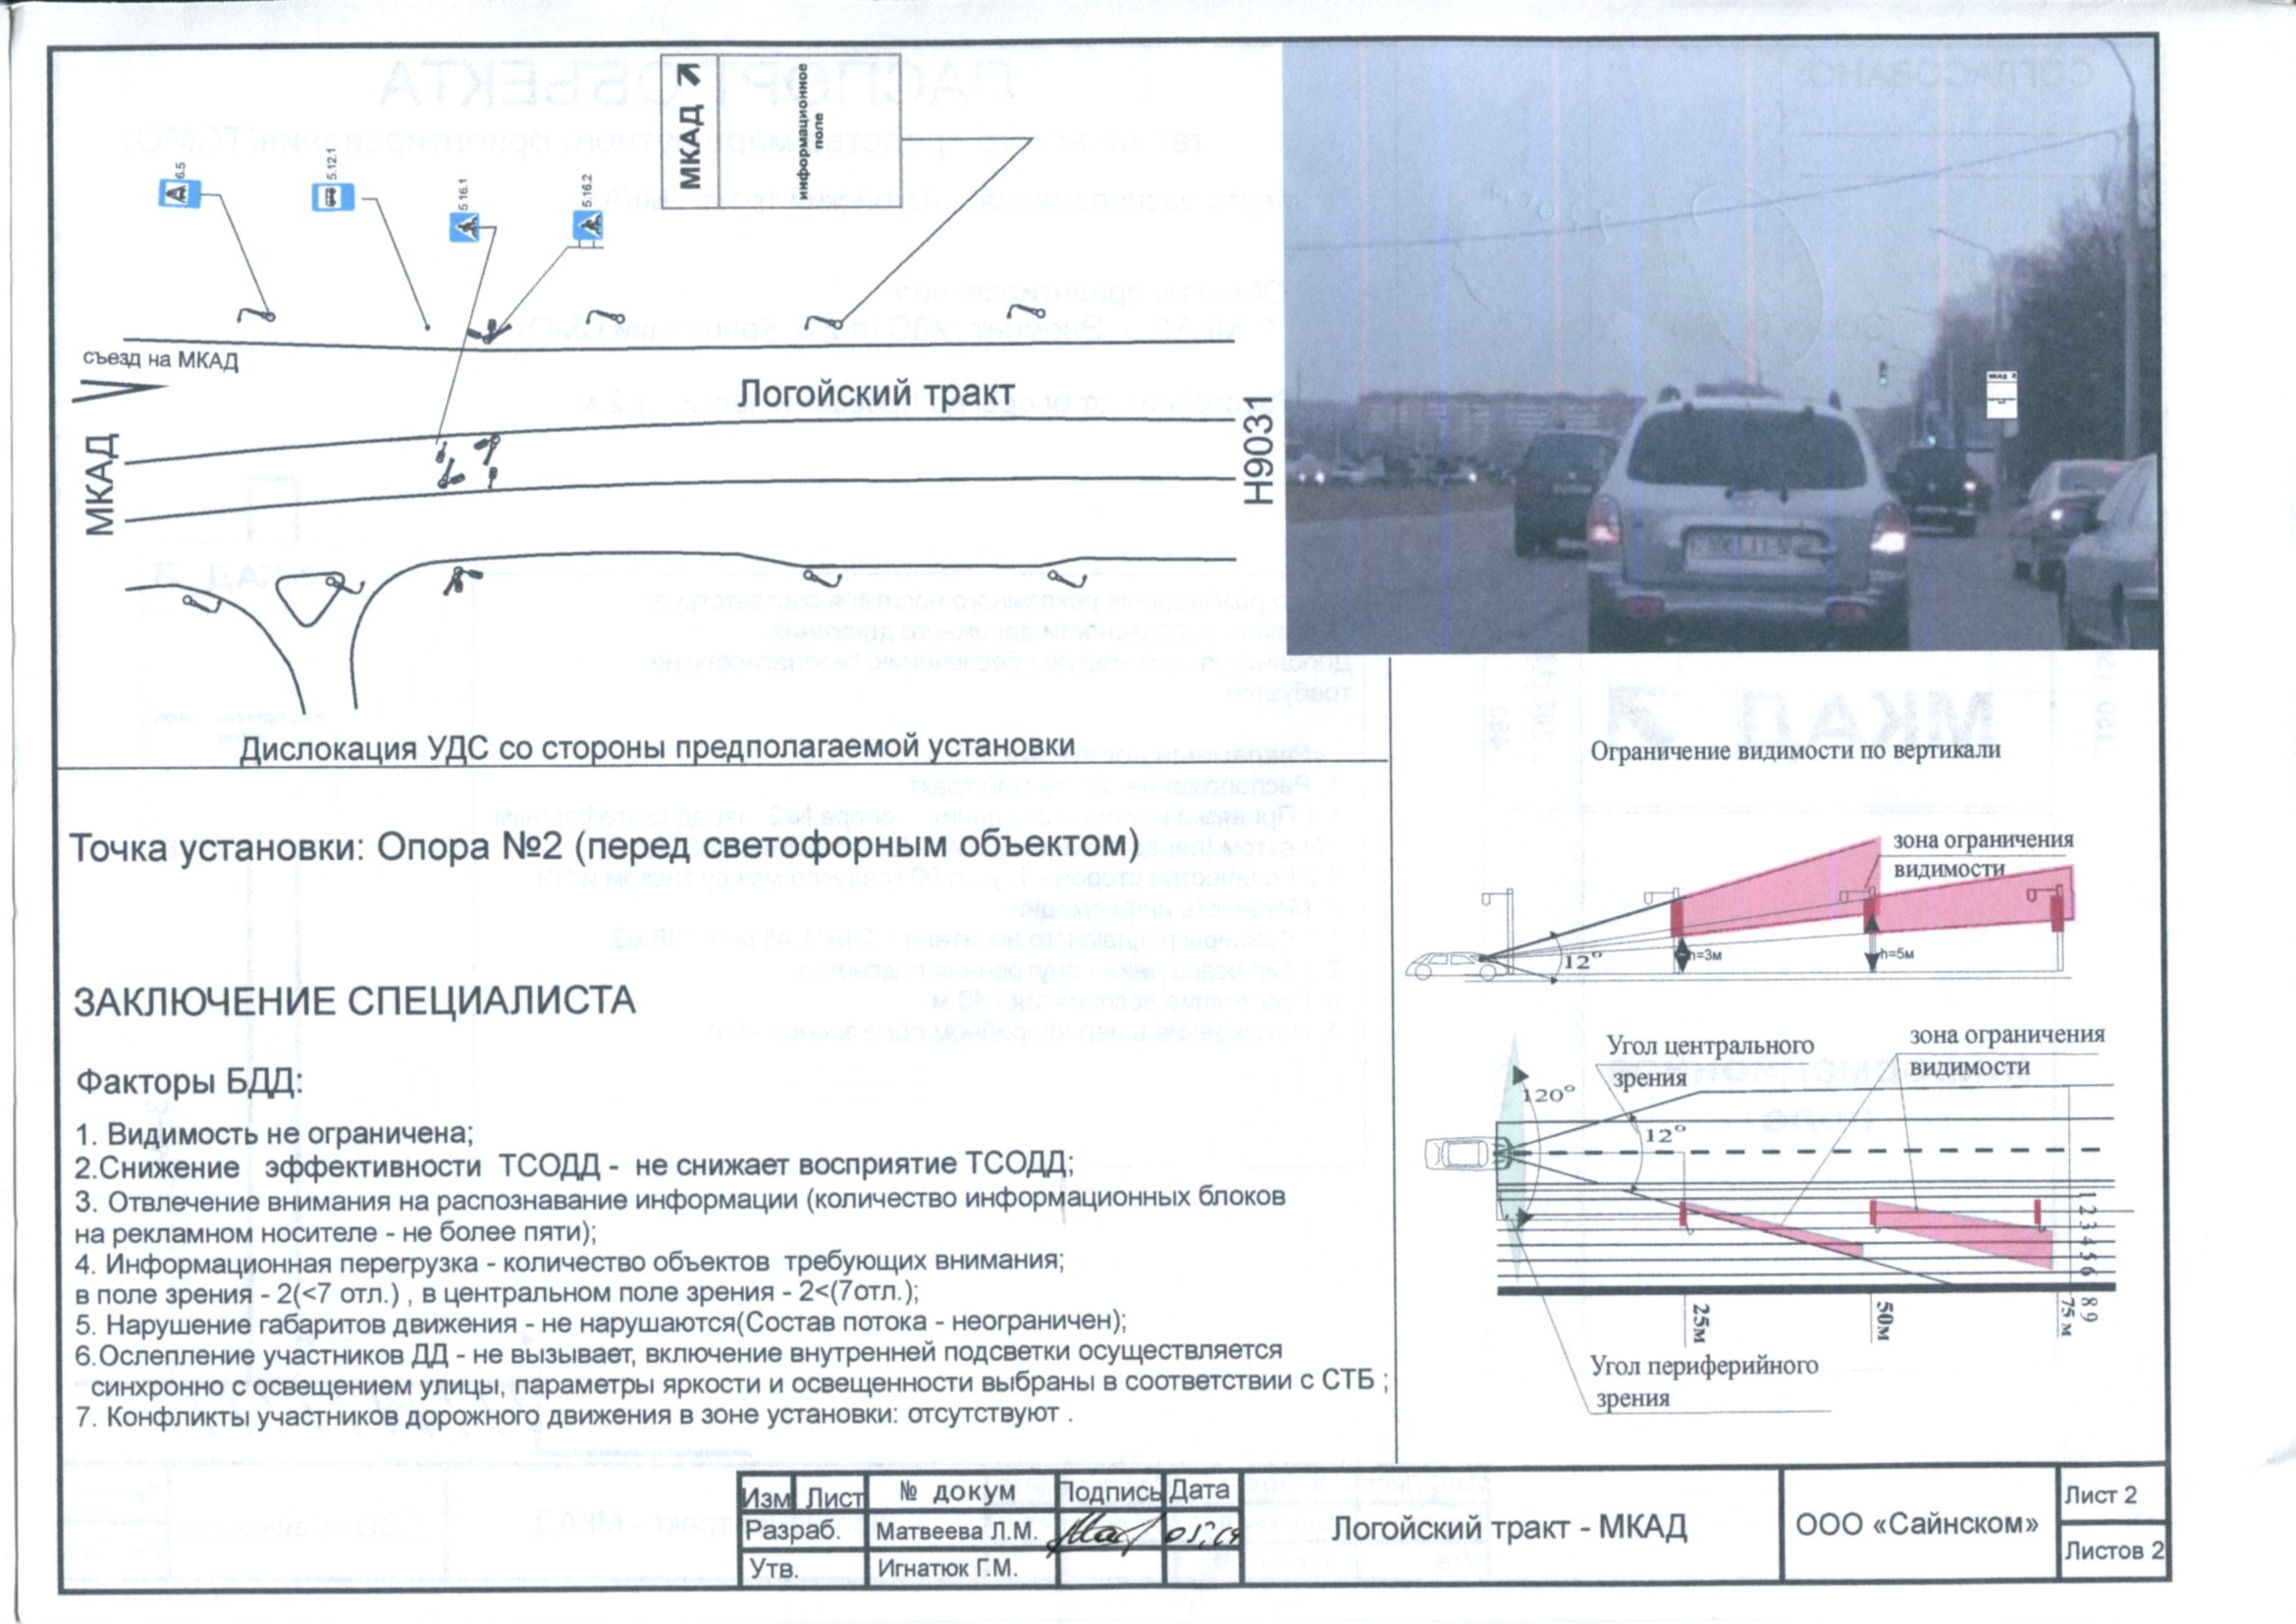 МКАД
информационное
поле
6.5
5.12.1
5.16.1
5.16.2
съезд на МКАД
Логойский тракт
МКАД
Н9031
Дислокация УДС со стороны предполагаемой установки
Точка установки: Опора №2 (перед светофорным объектом)
ЗАКЛЮЧЕНИЕ СПЕЦИАЛИСТА
Факторы БДД:
1. Видимость не ограничена;
2.Снижение эффективности ТСОДД - не снижает восприятие ТСОДД;
3. Отвлечение внимания на распознавание информации (количество информационных блоков
на рекламном носителе - не более пяти);
4. Информационная перегрузка - количество объектов требующих внимания;
в поле зрения - 2(<7 отл.) , в центральном поле зрения - 2<(7отл.);
5. Нарушение габаритов движения - не нарушаются(Состав потока - неограничен);
6.Ослепление участников ДД - не вызывает, включение внутренней подсветки осуществляется
синхронно с освещением улицы, параметры яркости и освещенности выбраны в соответствии с СТБ ;
7. Конфликты участников дорожного движения в зоне установки: отсутствуют .
Ограничение видимости по вертикали
зона ограничения
видимости
12°
h=3м
h=5м
Угол центрального
зрения
зона ограничения
видимости
120°
12°
1 2 3 4 5 6
8 9
25м
50м
75 м
Угол периферийного
зрения
Изм Лист № докум Подпись Дата
Разраб. Матвеева Л.М.
Утв. Игнатюк Г.М.
Логойский тракт - МКАД
ООО «Сайнском»
Лист 2
Листов 2